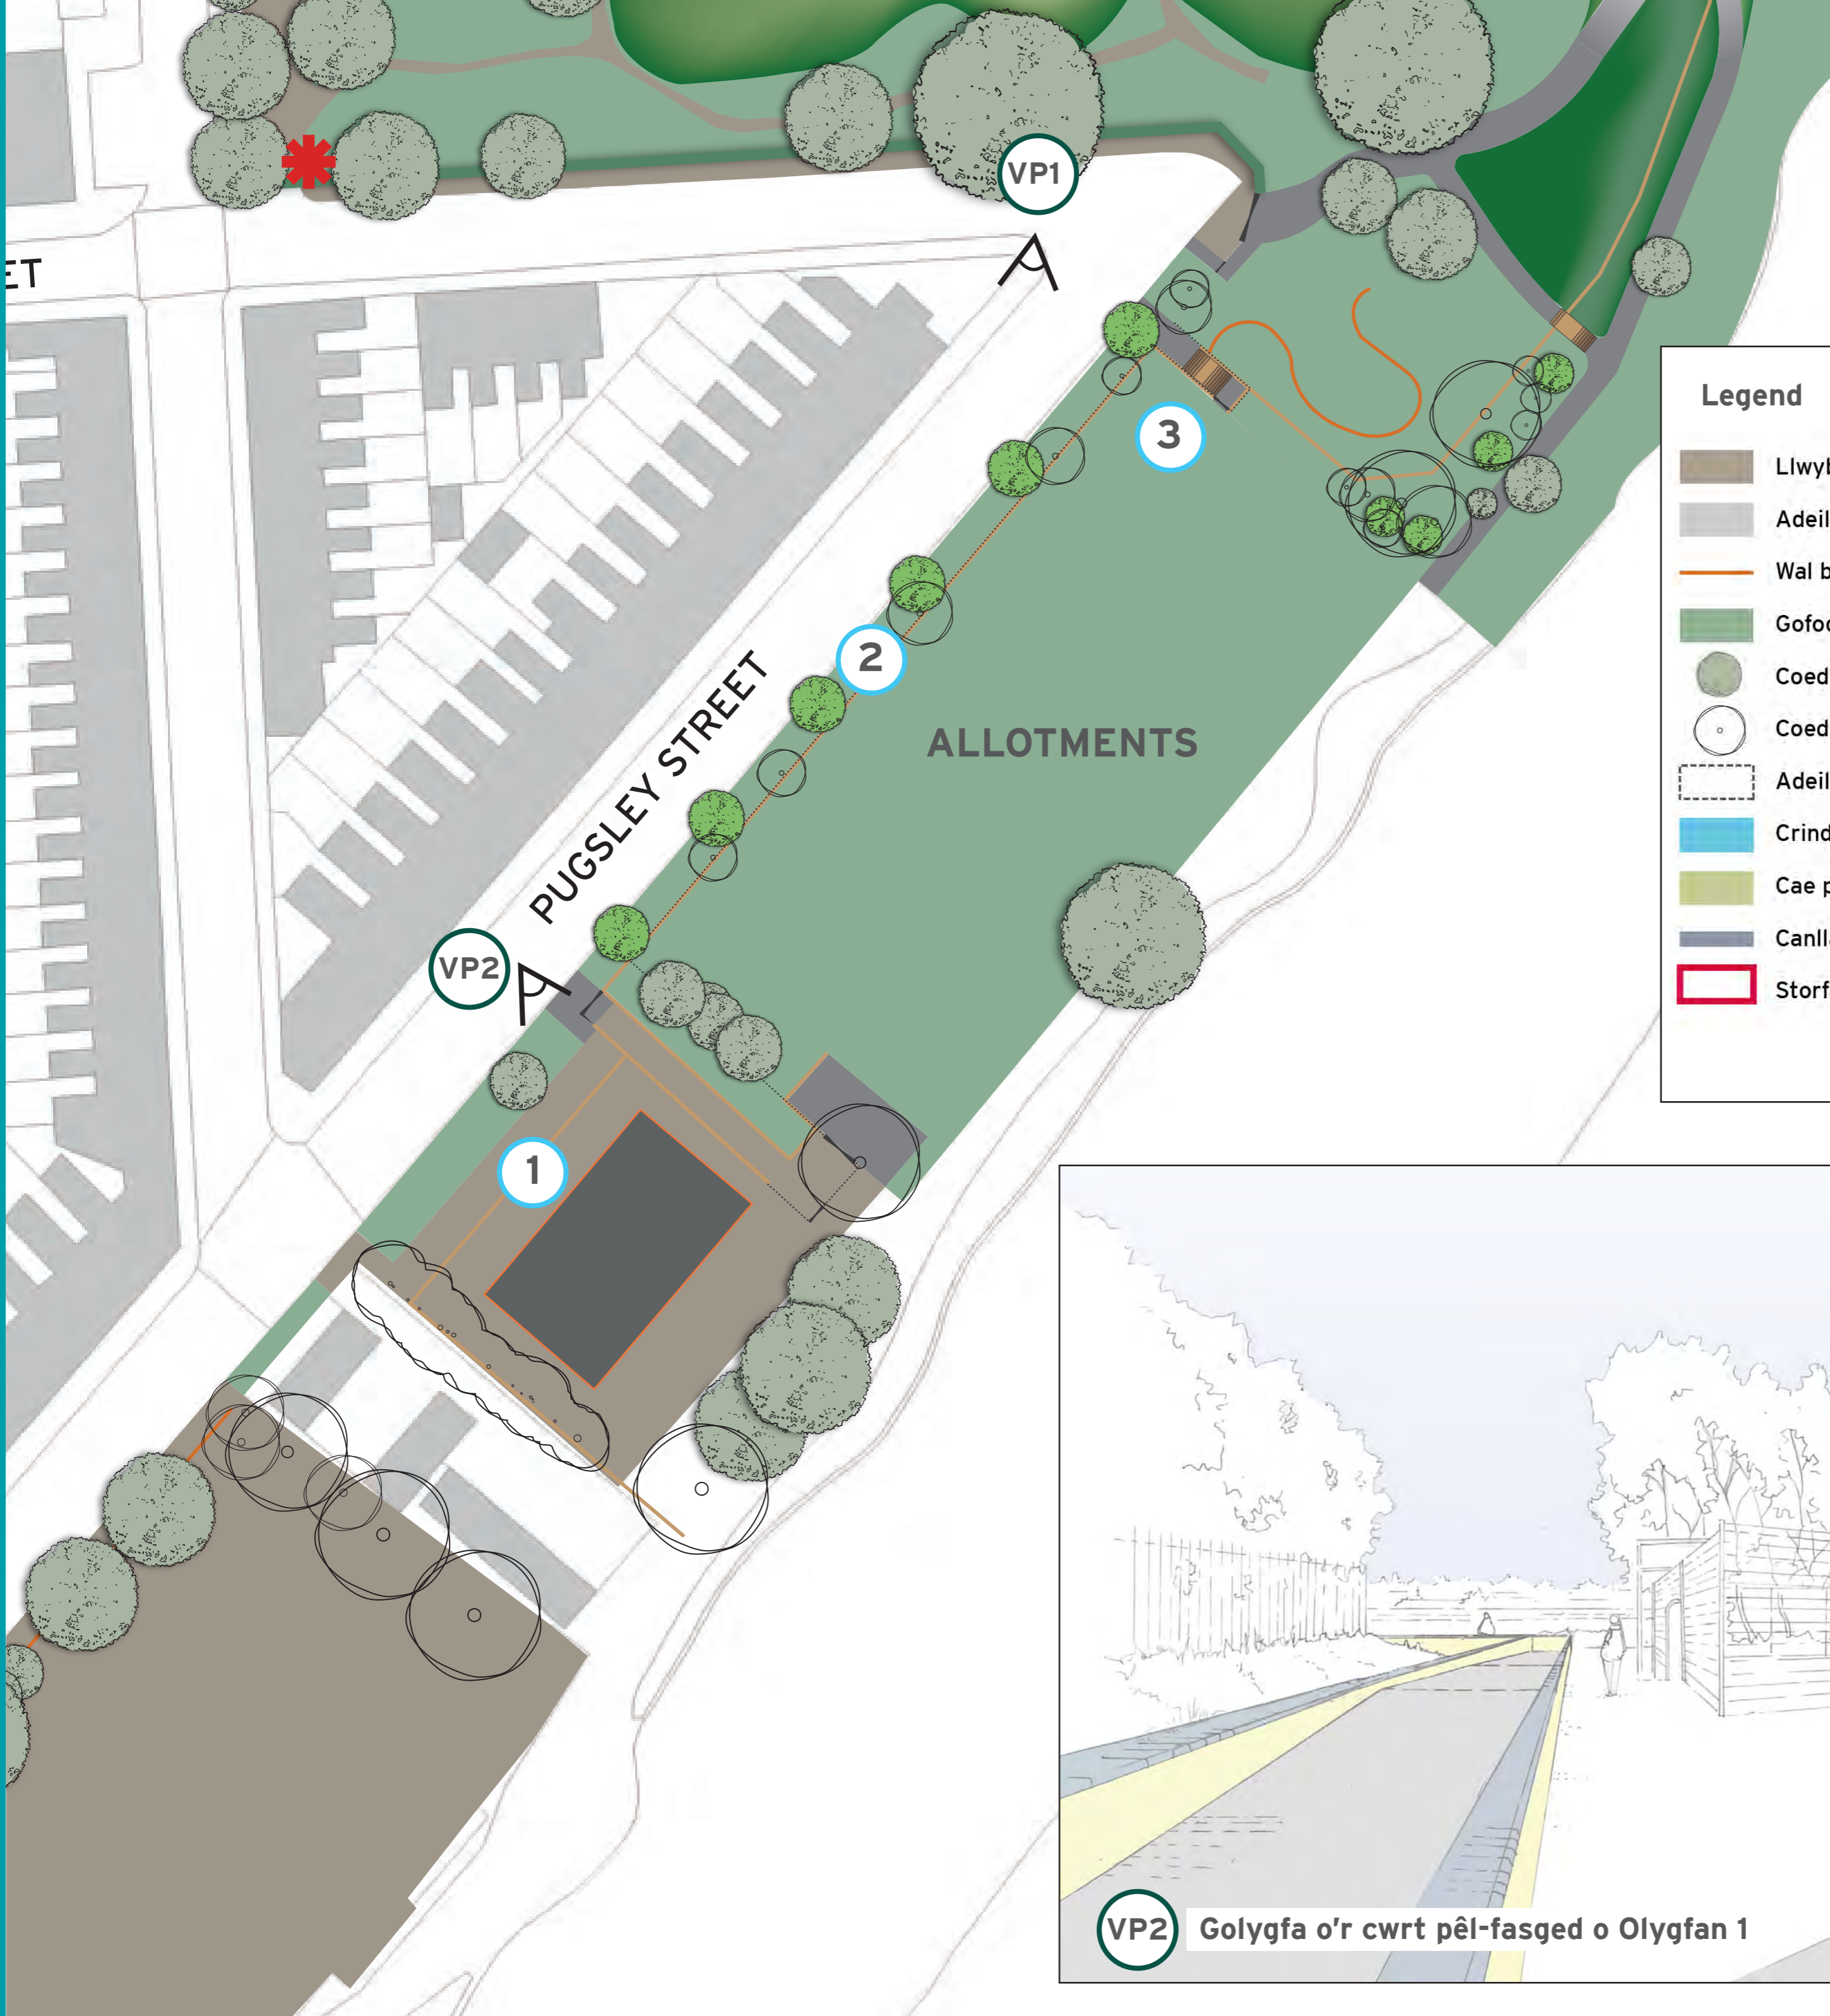 VP1
ET
3
2
PUGSLEY STREET
ALLOTMENTS
VP2
1
Legend
Llwyb
Adeil
Wal b
Gofod
Coed
Coed
Adeil
Crind
Cae p
Canlla
Storf
VP2 Golygfa o'r cwrt pêl-fasged o Olygfan 1